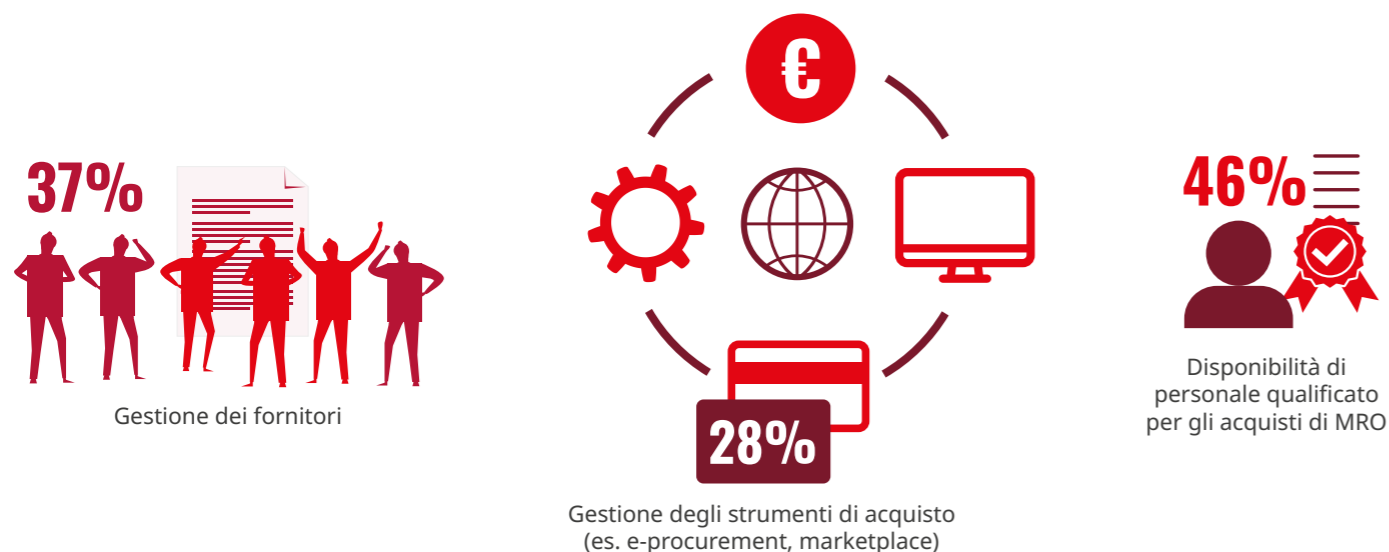 37%
Gestione dei fornitori
€
28%
Gestione degli strumenti di acquisto
(es. e-procurement, marketplace)
46%
Disponibilità di
personale qualificato
per gli acquisti di MRO